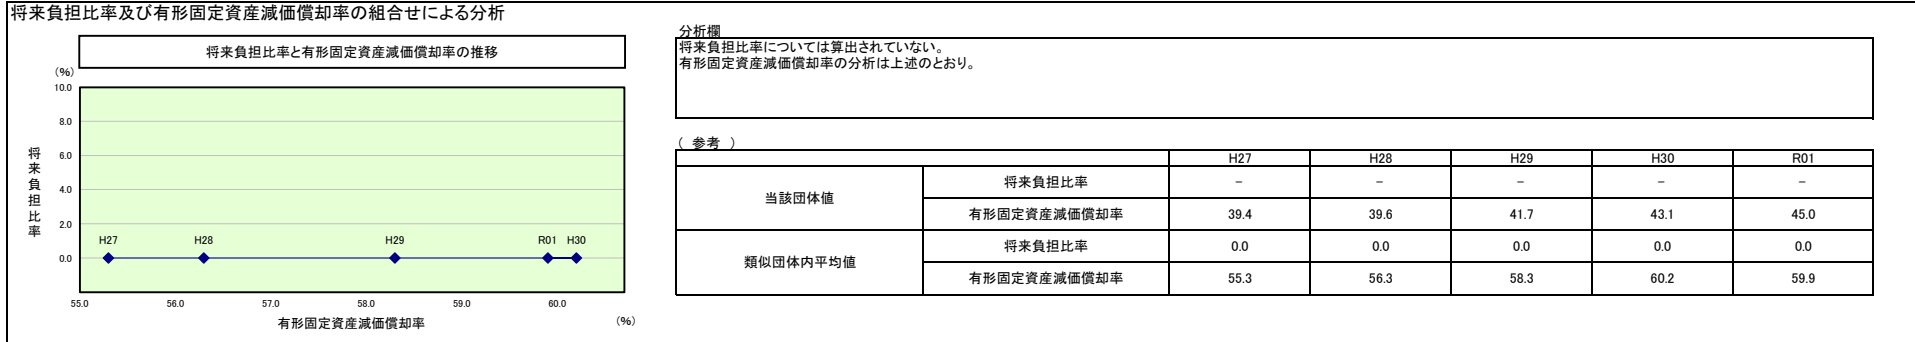 将来負担比率及び有形固定資産減価償却率の組合せによる分析
将来負担比率と有形固定資産減価償却率の推移
(%)
10.0
8.0
6.0
4.0
2.0
0.0
将来負担比率
H27 H28 H29 R01 H30
55.0 56.0 57.0 58.0 59.0 60.0
有形固定資産減価償却率
(%)
分析欄
将来負担比率については算出されていない。
有形固定資産減価償却率の分析は上述のとおり。
( 参考 )
H27 H28 H29 H30 R01
当該団体値
将来負担比率 - - - - -
有形固定資産減価償却率 39.4 39.6 41.7 43.1 45.0
類似団体内平均値
将来負担比率 0.0 0.0 0.0 0.0 0.0
有形固定資産減価償却率 55.3 56.3 58.3 60.2 59.9